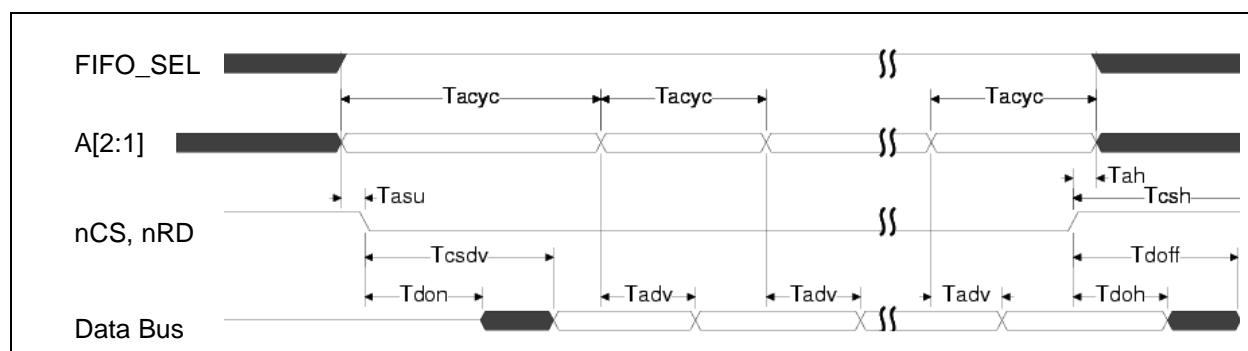 FIFO_SEL
Tacyc Tacyc Tacyc
A[2:1]
Tah
Tasu
Tcsh
nCS, nRD
Tcsdv Tdoff
Tdon Tadv Tadv Tadv Tdoh
Data Bus